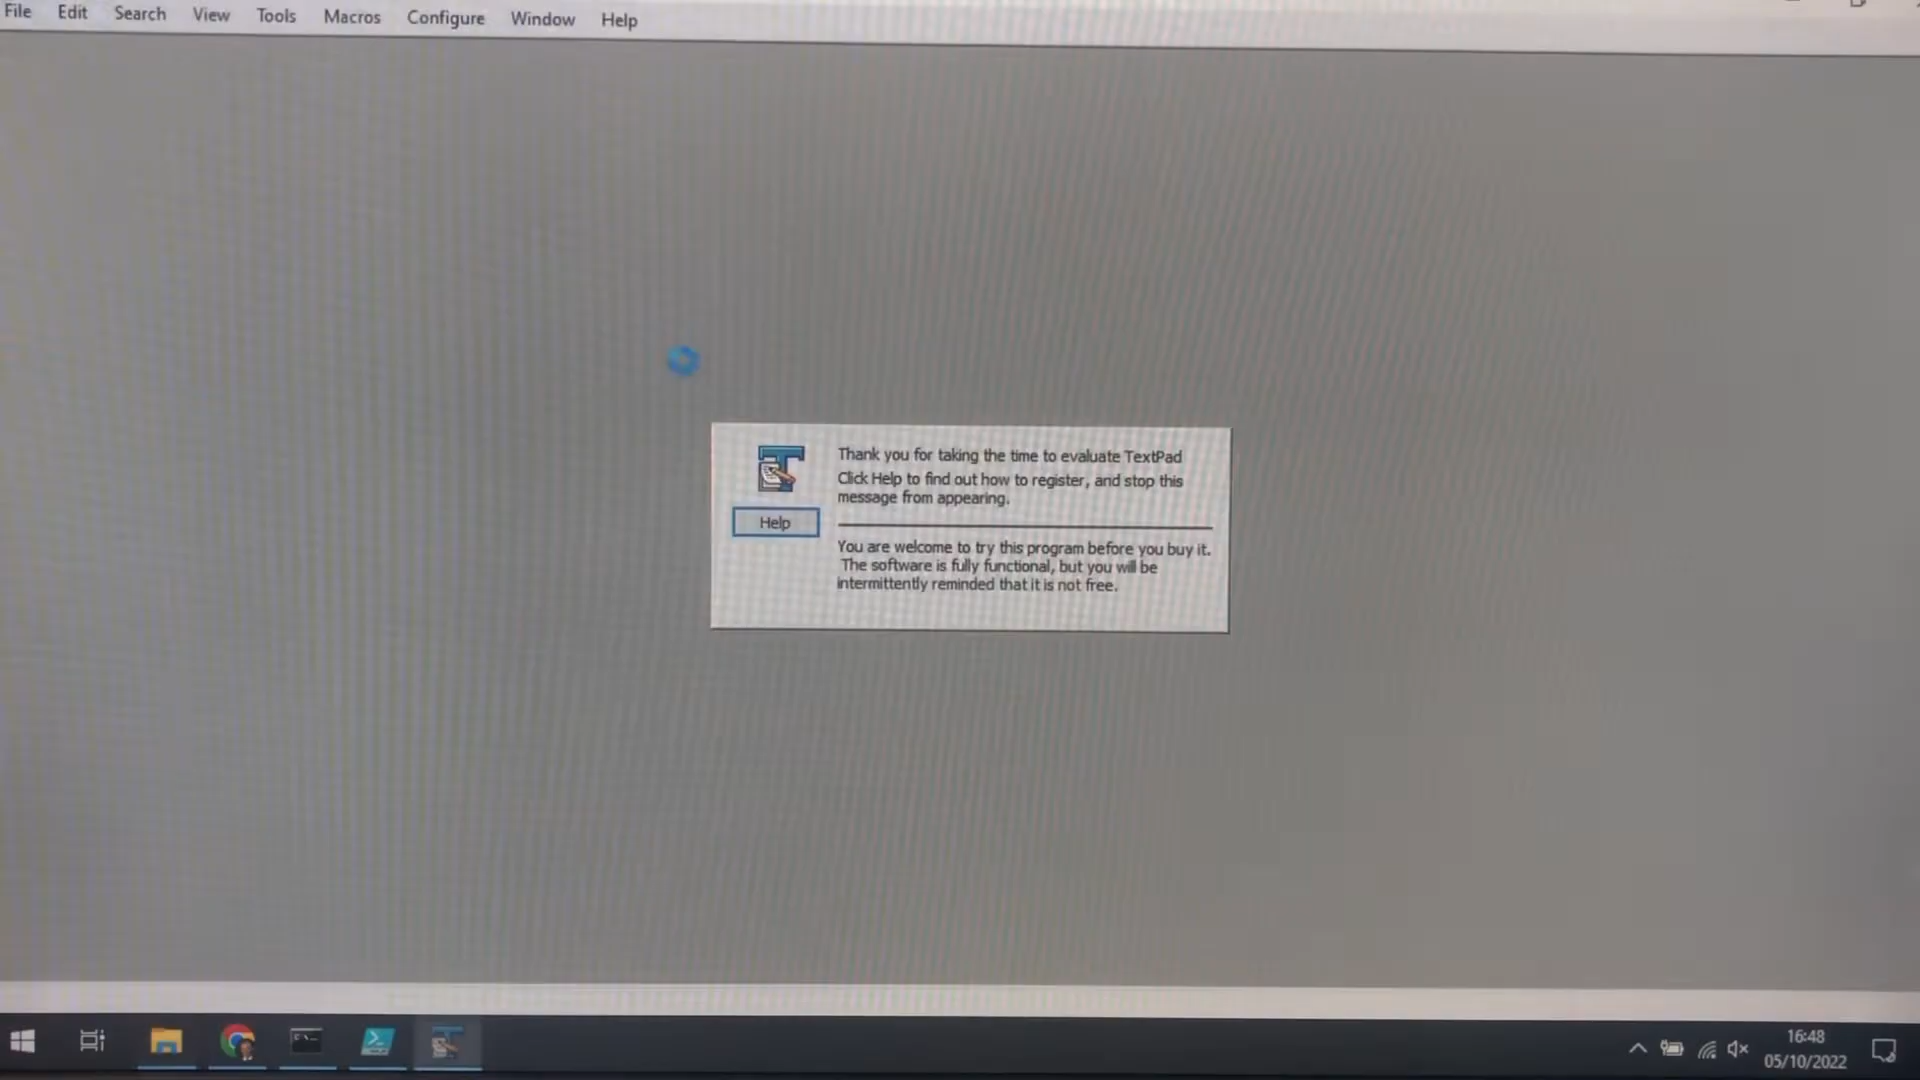 File Edit Search View Tools Macros Configure Window Help
Thank you for taking the time to evaluate TextPad
Click Help to find out how to register, and stop this
message from appearing.
Help
You are welcome to try this program before you buy it.
The software is fully functional, but you will be
intermittently reminded that it is not free.
16:48
05/10/2022